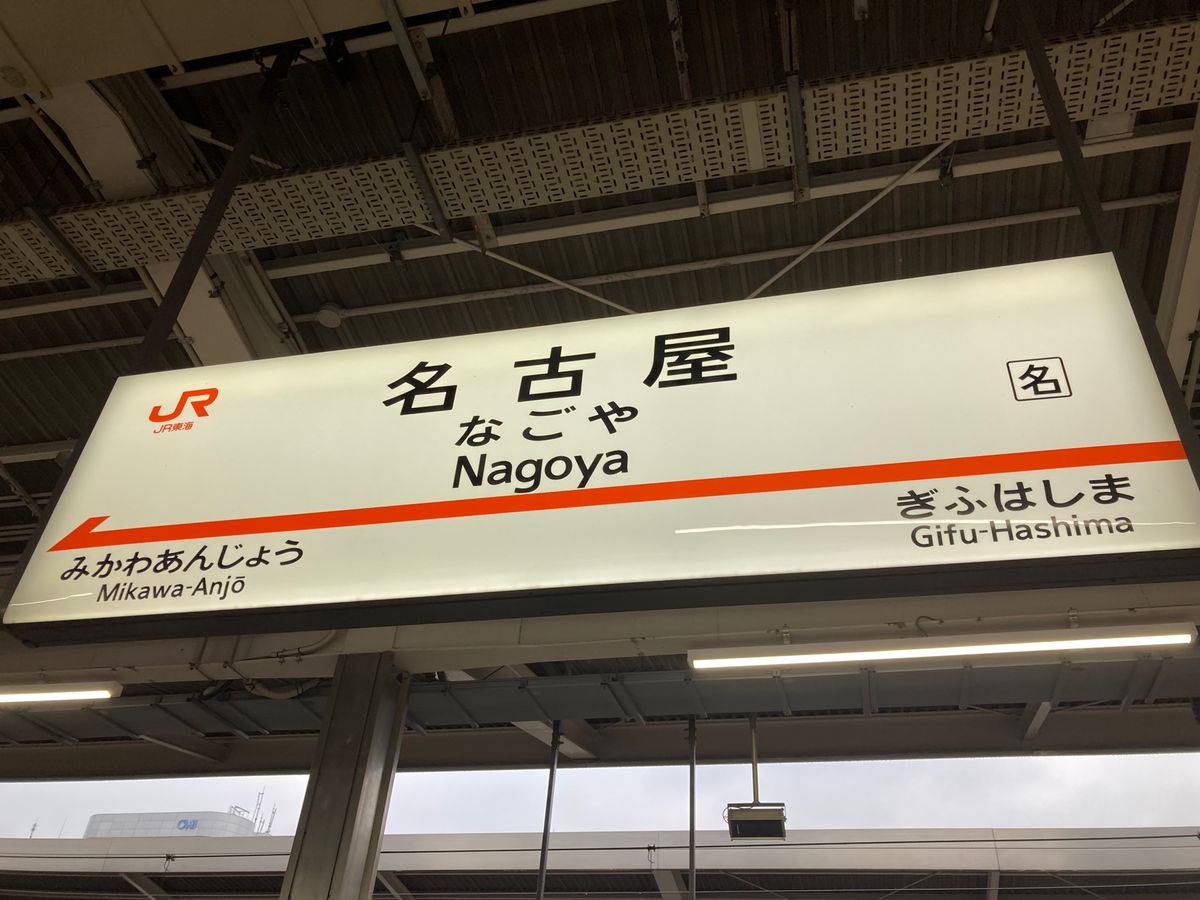 JR
JR東海
名古屋
なごや
Nagoya
名
みかわあんじょう
Mikawa-Anjō
ぎふはしま
Gifu-Hashima